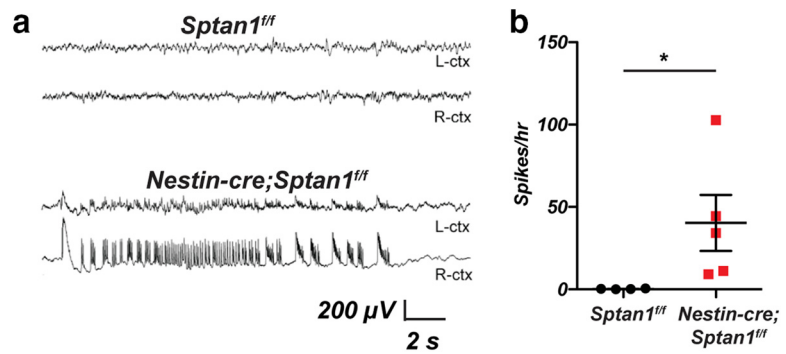 a
Sptan1f/f
L-ctx
R-ctx
Nestin-cre;Sptan1f/f
L-ctx
R-ctx
200 µV
2 s
b
150
100
50
0
Spikes/hr
*
Sptan1f/f
Nestin-cre;
Sptan1f/f